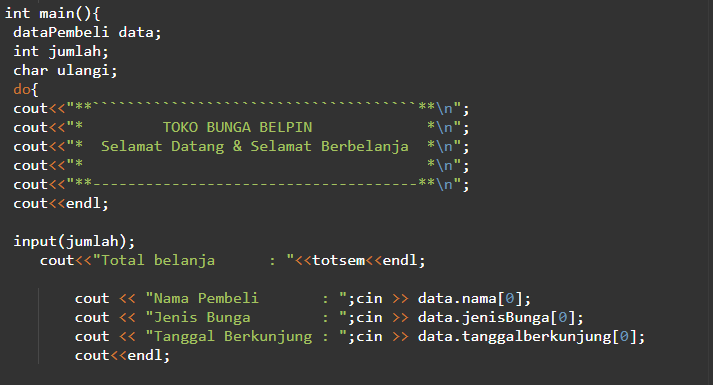 int main(){
dataPembeli data;
int jumlah;
char ulangi;
do{
cout<<"**`````````````````````````````````````**\n";
cout<<"*         TOKO BUNGA BELPIN             *\n";
cout<<"*  Selamat Datang & Selamat Berbelanja  *\n";
cout<<"*                                       *\n";
cout<<"**-------------------------------------**\n";
cout<<endl;
input(jumlah);
cout<<"Total belanja      : "<<totsem<<endl;
cout << "Nama Pembeli       : ";cin >> data.nama[0];
cout << "Jenis Bunga        : ";cin >> data.jenisBunga[0];
cout << "Tanggal Berkunjung : ";cin >> data.tanggalberkunjung[0];
cout<<endl;